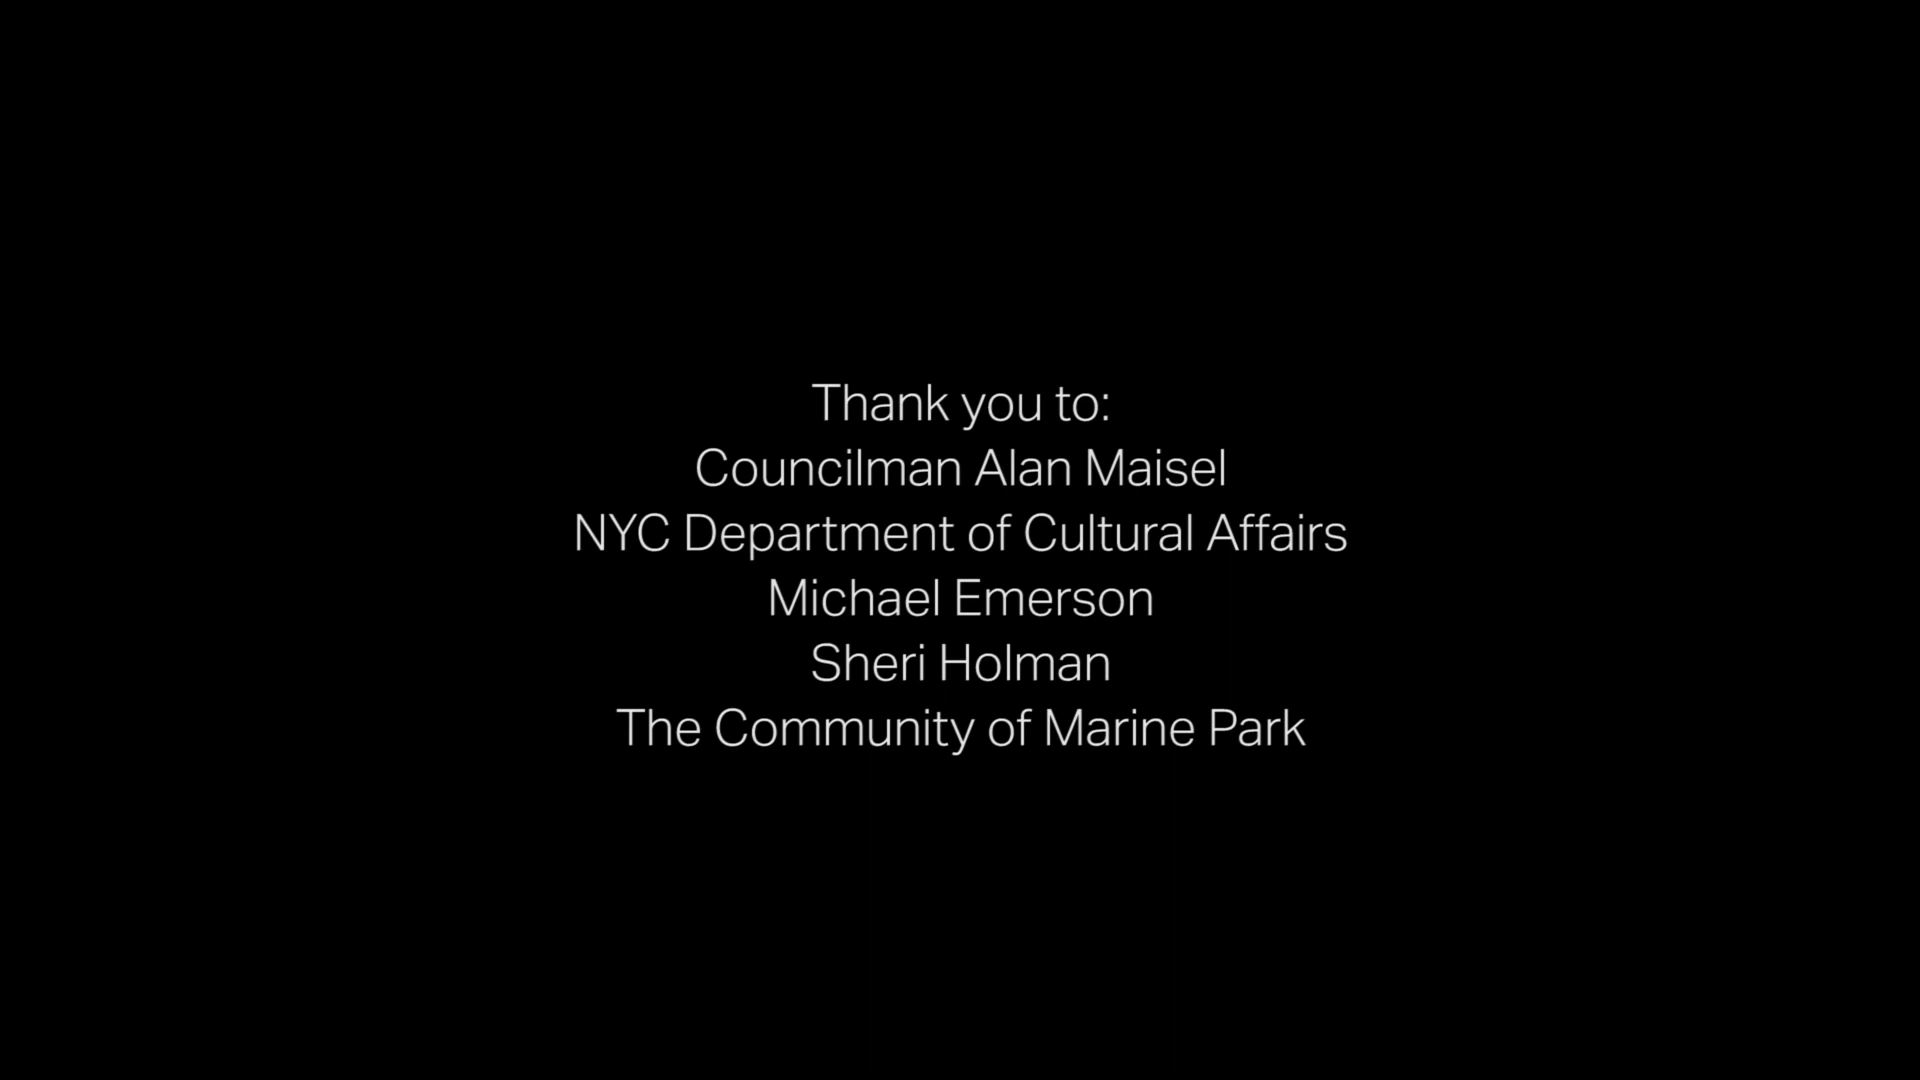 Thank you to:
Councilman Alan Maisel
NYC Department of Cultural Affairs
Michael Emerson
Sheri Holman
The Community of Marine Park